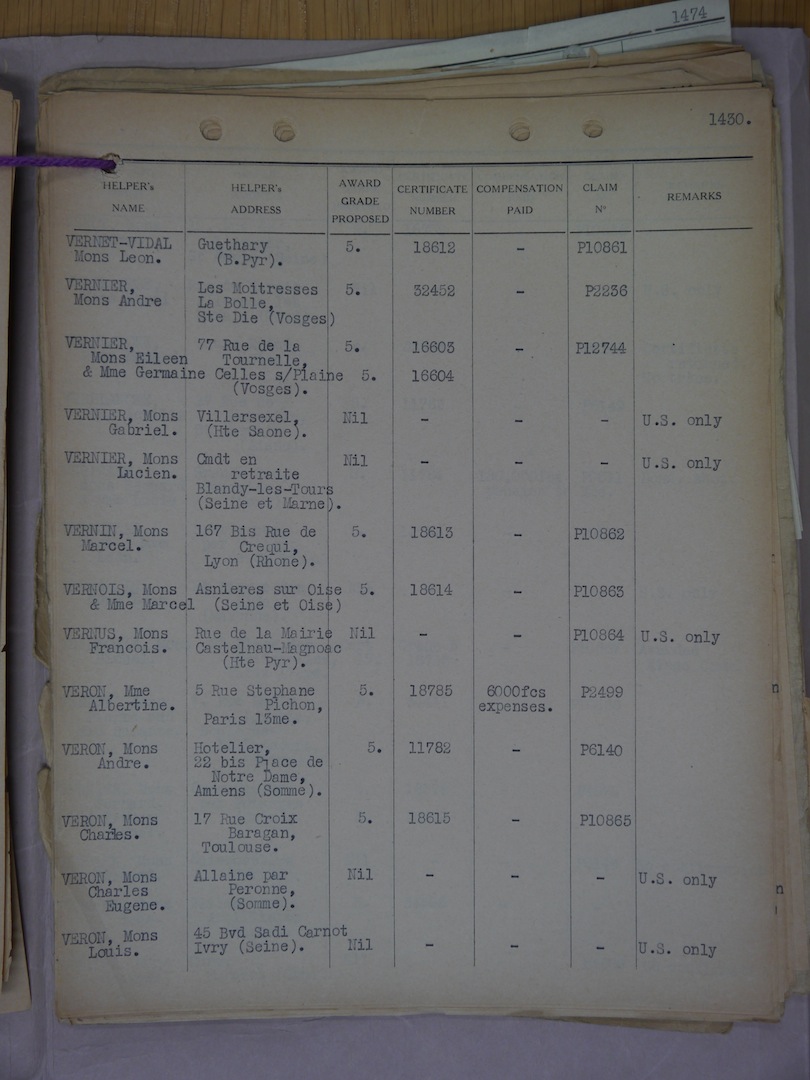 1474
1430.
HELPER's NAME HELPER's ADDRESS AWARD GRADE PROPOSED CERTIFICATE NUMBER COMPENSATION PAID CLAIM Nº REMARKS
VERNET-VIDAL Guethary 5. 18612 - P10861
Mons Leon. (B.Pyr).
VERNIER, Les Moitresses 5. 32452 - P2236
Mons Andre La Bolle,
Ste Die (Vosges)
VERNIER, 77 Rue de la 5. 16603 - P12744
Mons Eileen Tournelle,
& Mme Germaine Celles s/Plaine 5. 16604
(Vosges).
VERNIER, Mons Villersexel, Nil - - - U.S. only
Gabriel. (Hte Saone).
VERNIER, Mons Cmdt en Nil - - - U.S. only
Lucien. retraite
Blandy-les-Tours
(Seine et Marne).
VERNIN, Mons 167 Bis Rue de 5. 18613 - P10862
Marcel. Crequi,
Lyon (Rhone).
VERNOIS, Mons Asnieres sur Oise 5. 18614 - P10863
& Mme Marcel (Seine et Oise)
VERNUS, Mons Rue de la Mairie Nil - - P10864 U.S. only
Francois. Castelnau-Magnoac
(Hte Pyr).
VERON, Mme 5 Rue Stephane 5. 18785 6000fcs P2499
Albertine. Pichon, expenses.
Paris 13me.
VERON, Mons Hotelier, 5. 11782 - P6140
Andre. 22 bis Place de
Notre Dame,
Amiens (Somme).
VERON, Mons 17 Rue Croix 5. 18615 - P10865
Charles. Baragan,
Toulouse.
VERON, Mons Allaine par Nil - - - U.S. only
Charles Peronne,
Eugene. (Somme).
VERON, Mons 45 Bvd Sadi Carnot
Louis. Ivry (Seine). Nil - - - U.S. only